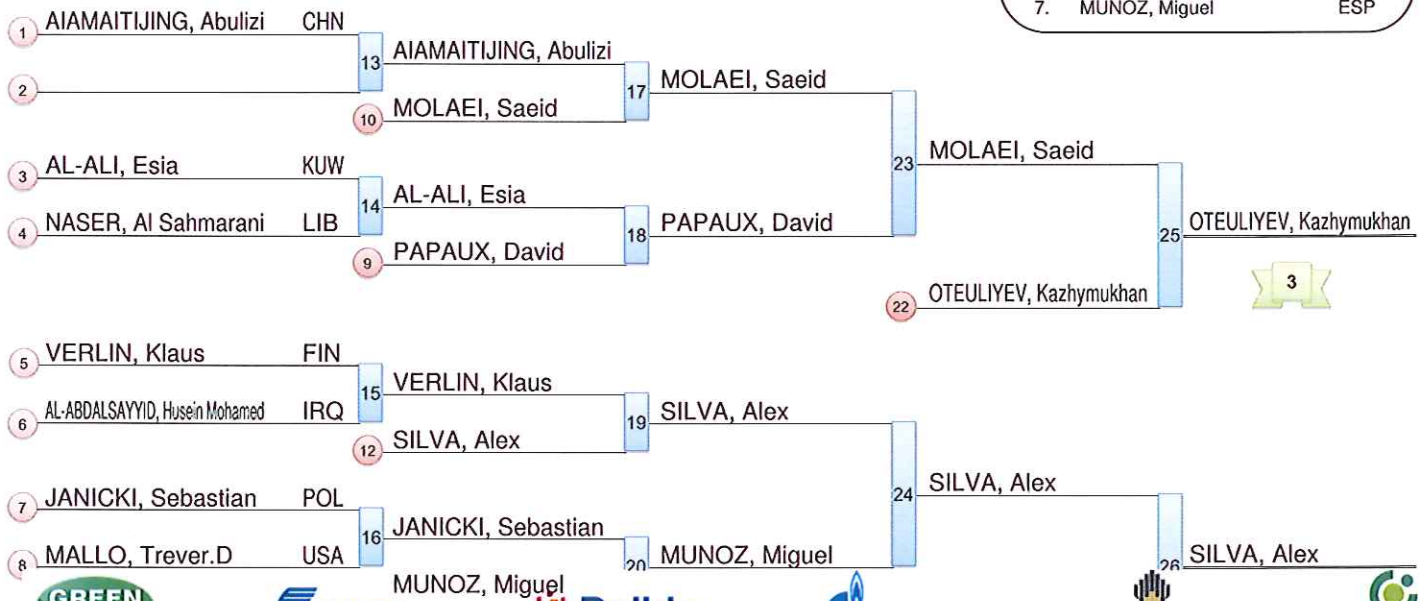 7. MUNOZ, Miguel ESP
1 AIAMAITIJING, Abulizi CHN
13 AIAMAITIJING, Abulizi
2
10 MOLAEI, Saeid
17 MOLAEI, Saeid
3 AL-ALI, Esia KUW
14 AL-ALI, Esia
4 NASER, Al Sahmarani LIB
9 PAPAUX, David
18 PAPAUX, David
23 MOLAEI, Saeid
22 OTEULIYEV, Kazhymukhan
25 OTEULIYEV, Kazhymukhan
3
5 VERLIN, Klaus FIN
15 VERLIN, Klaus
6 AL-ABDALSAYYID, Husein Mohamed IRQ
12 SILVA, Alex
19 SILVA, Alex
7 JANICKI, Sebastian POL
16 JANICKI, Sebastian
8 MALLO, Trever.D USA
MUNOZ, Miguel
20 MUNOZ, Miguel
24 SILVA, Alex
26 SILVA, Alex
GREEN